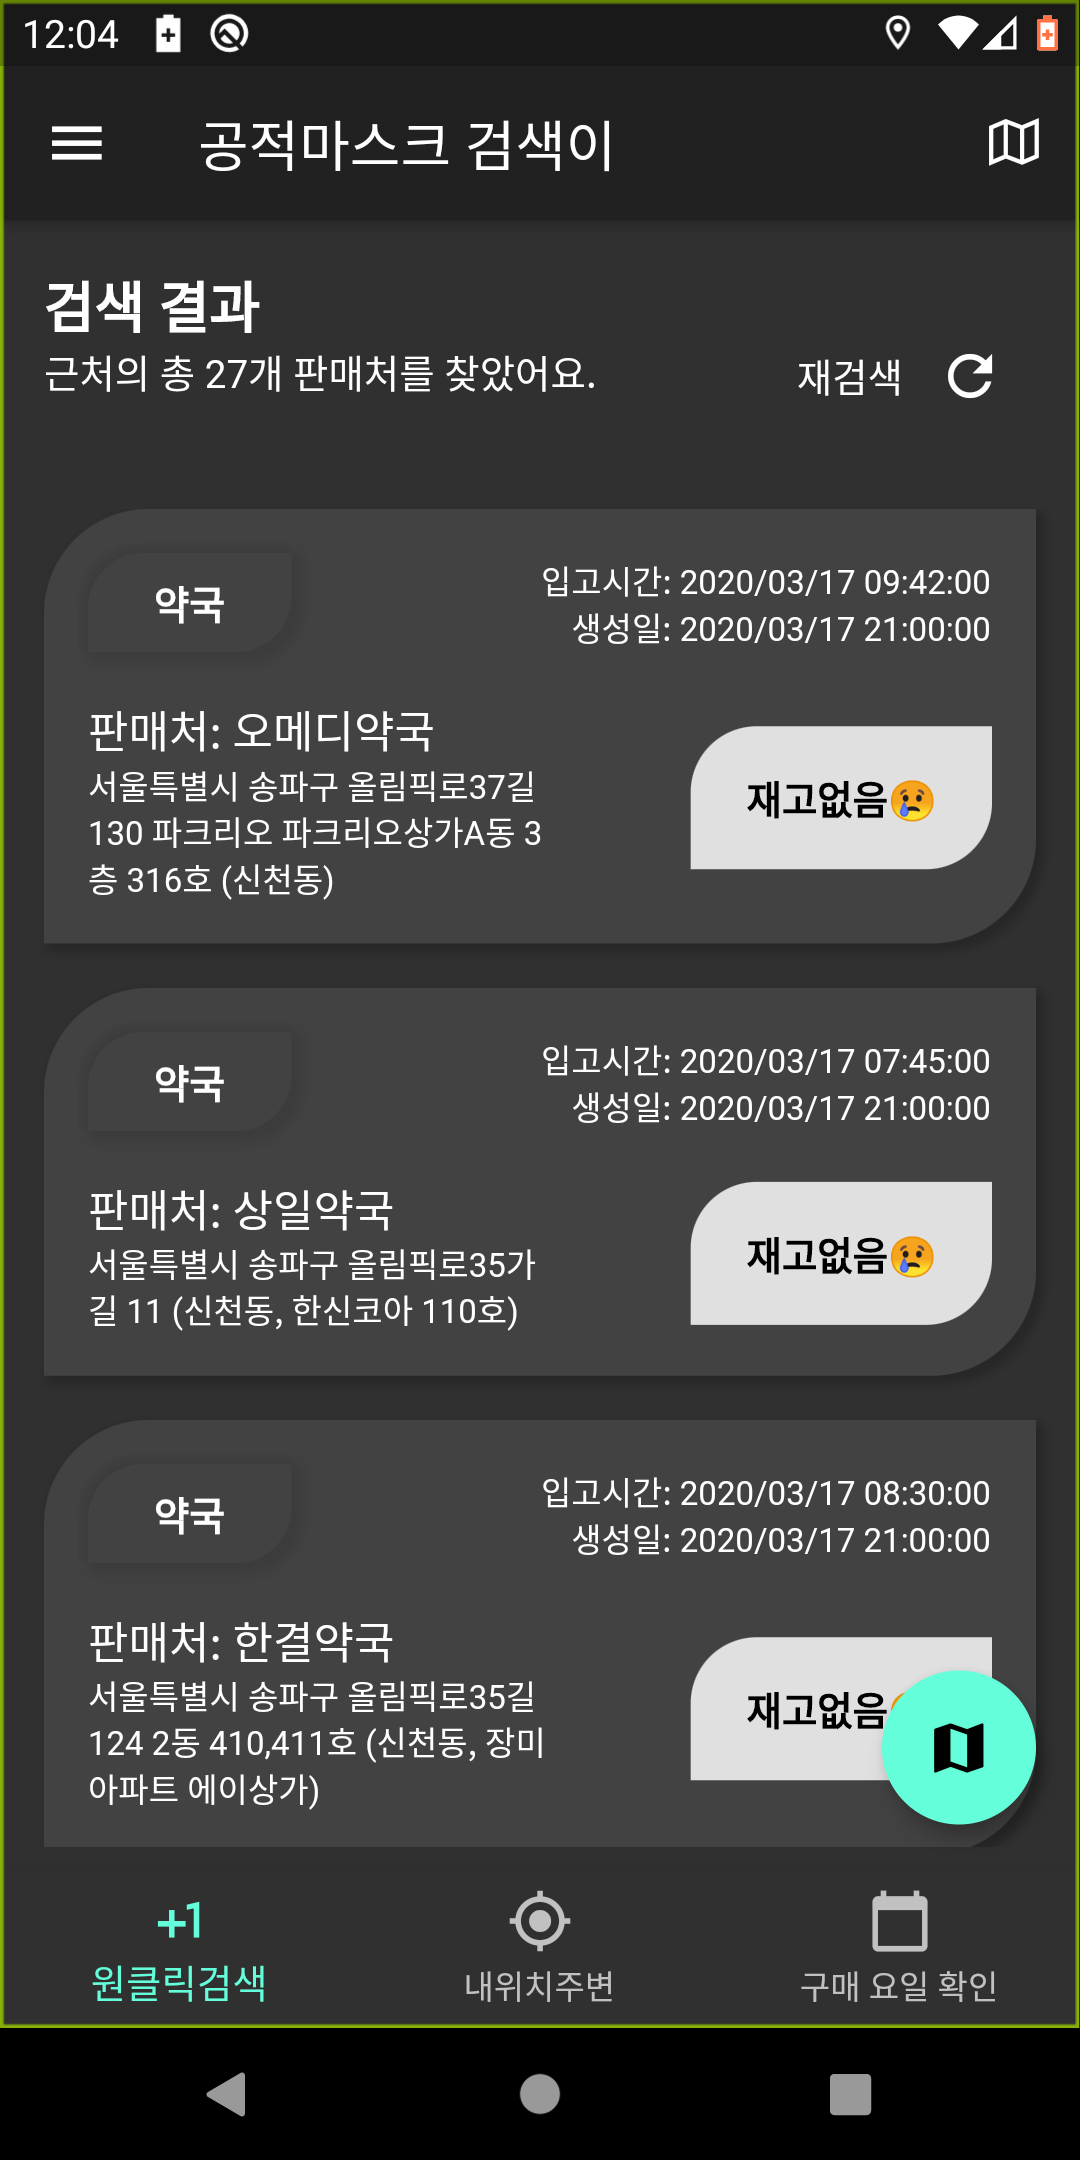 12:04
공적마스크 검색이
검색 결과
근처의 총 27개 판매처를 찾았어요.
재검색
약국
입고시간: 2020/03/17 09:42:00
생성일: 2020/03/17 21:00:00
판매처: 오메디약국
서울특별시 송파구 올림픽로37길
130 파크리오 파크리오상가A동 3
층 316호 (신천동)
재고없음😢
약국
입고시간: 2020/03/17 07:45:00
생성일: 2020/03/17 21:00:00
판매처: 상일약국
서울특별시 송파구 올림픽로35가
길 11 (신천동, 한신코아 110호)
재고없음😢
약국
입고시간: 2020/03/17 08:30:00
생성일: 2020/03/17 21:00:00
판매처: 한결약국
서울특별시 송파구 올림픽로35길
124 2동 410,411호 (신천동, 장미
아파트 에이상가)
재고없음
+1
원클릭검색
내위치주변
구매 요일 확인